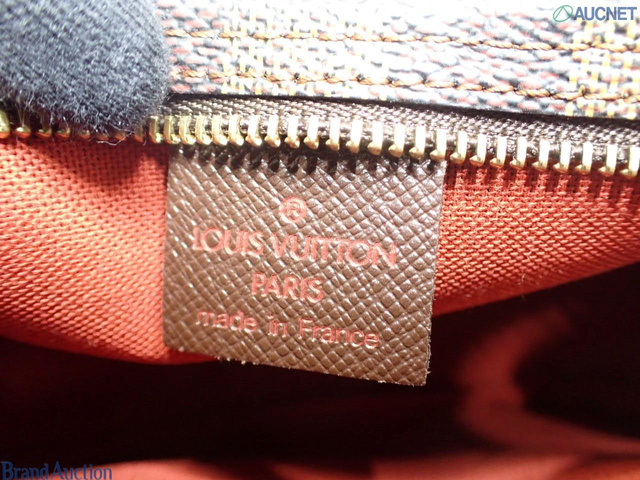 AUCNET
®
LOUIS VUITTON
PARIS
made in France
Brand Auction